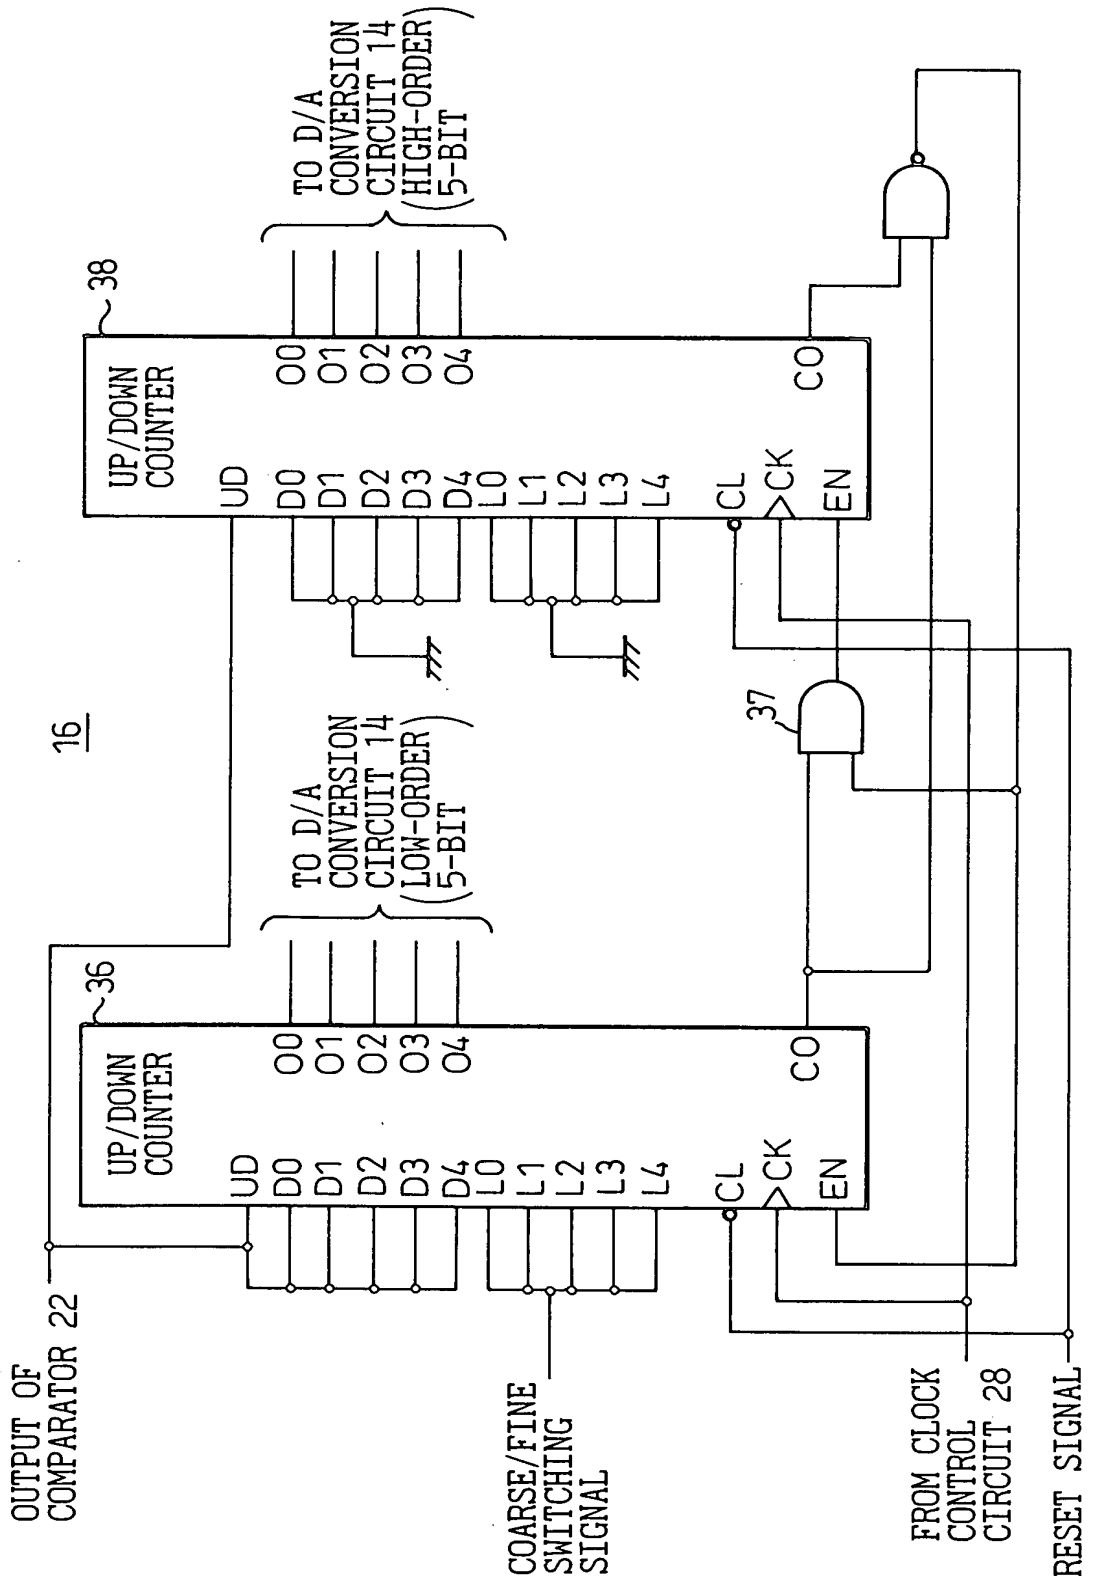 16
OUTPUT OF
COMPARATOR 22
COARSE/FINE
SWITCHING
SIGNAL
FROM CLOCK
CONTROL
CIRCUIT 28
RESET SIGNAL
36
UP/DOWN
COUNTER
UD
D0
D1
D2
D3
D4
L0
L1
L2
L3
L4
CL
CK
EN
O0
O1
O2
O3
O4
CO
TO D/A
CONVERSION
CIRCUIT 14
(LOW-ORDER)
(5-BIT)
37
38
UP/DOWN
COUNTER
UD
D0
D1
D2
D3
D4
L0
L1
L2
L3
L4
CL
CK
EN
O0
O1
O2
O3
O4
CO
TO D/A
CONVERSION
CIRCUIT 14
(HIGH-ORDER)
(5-BIT)